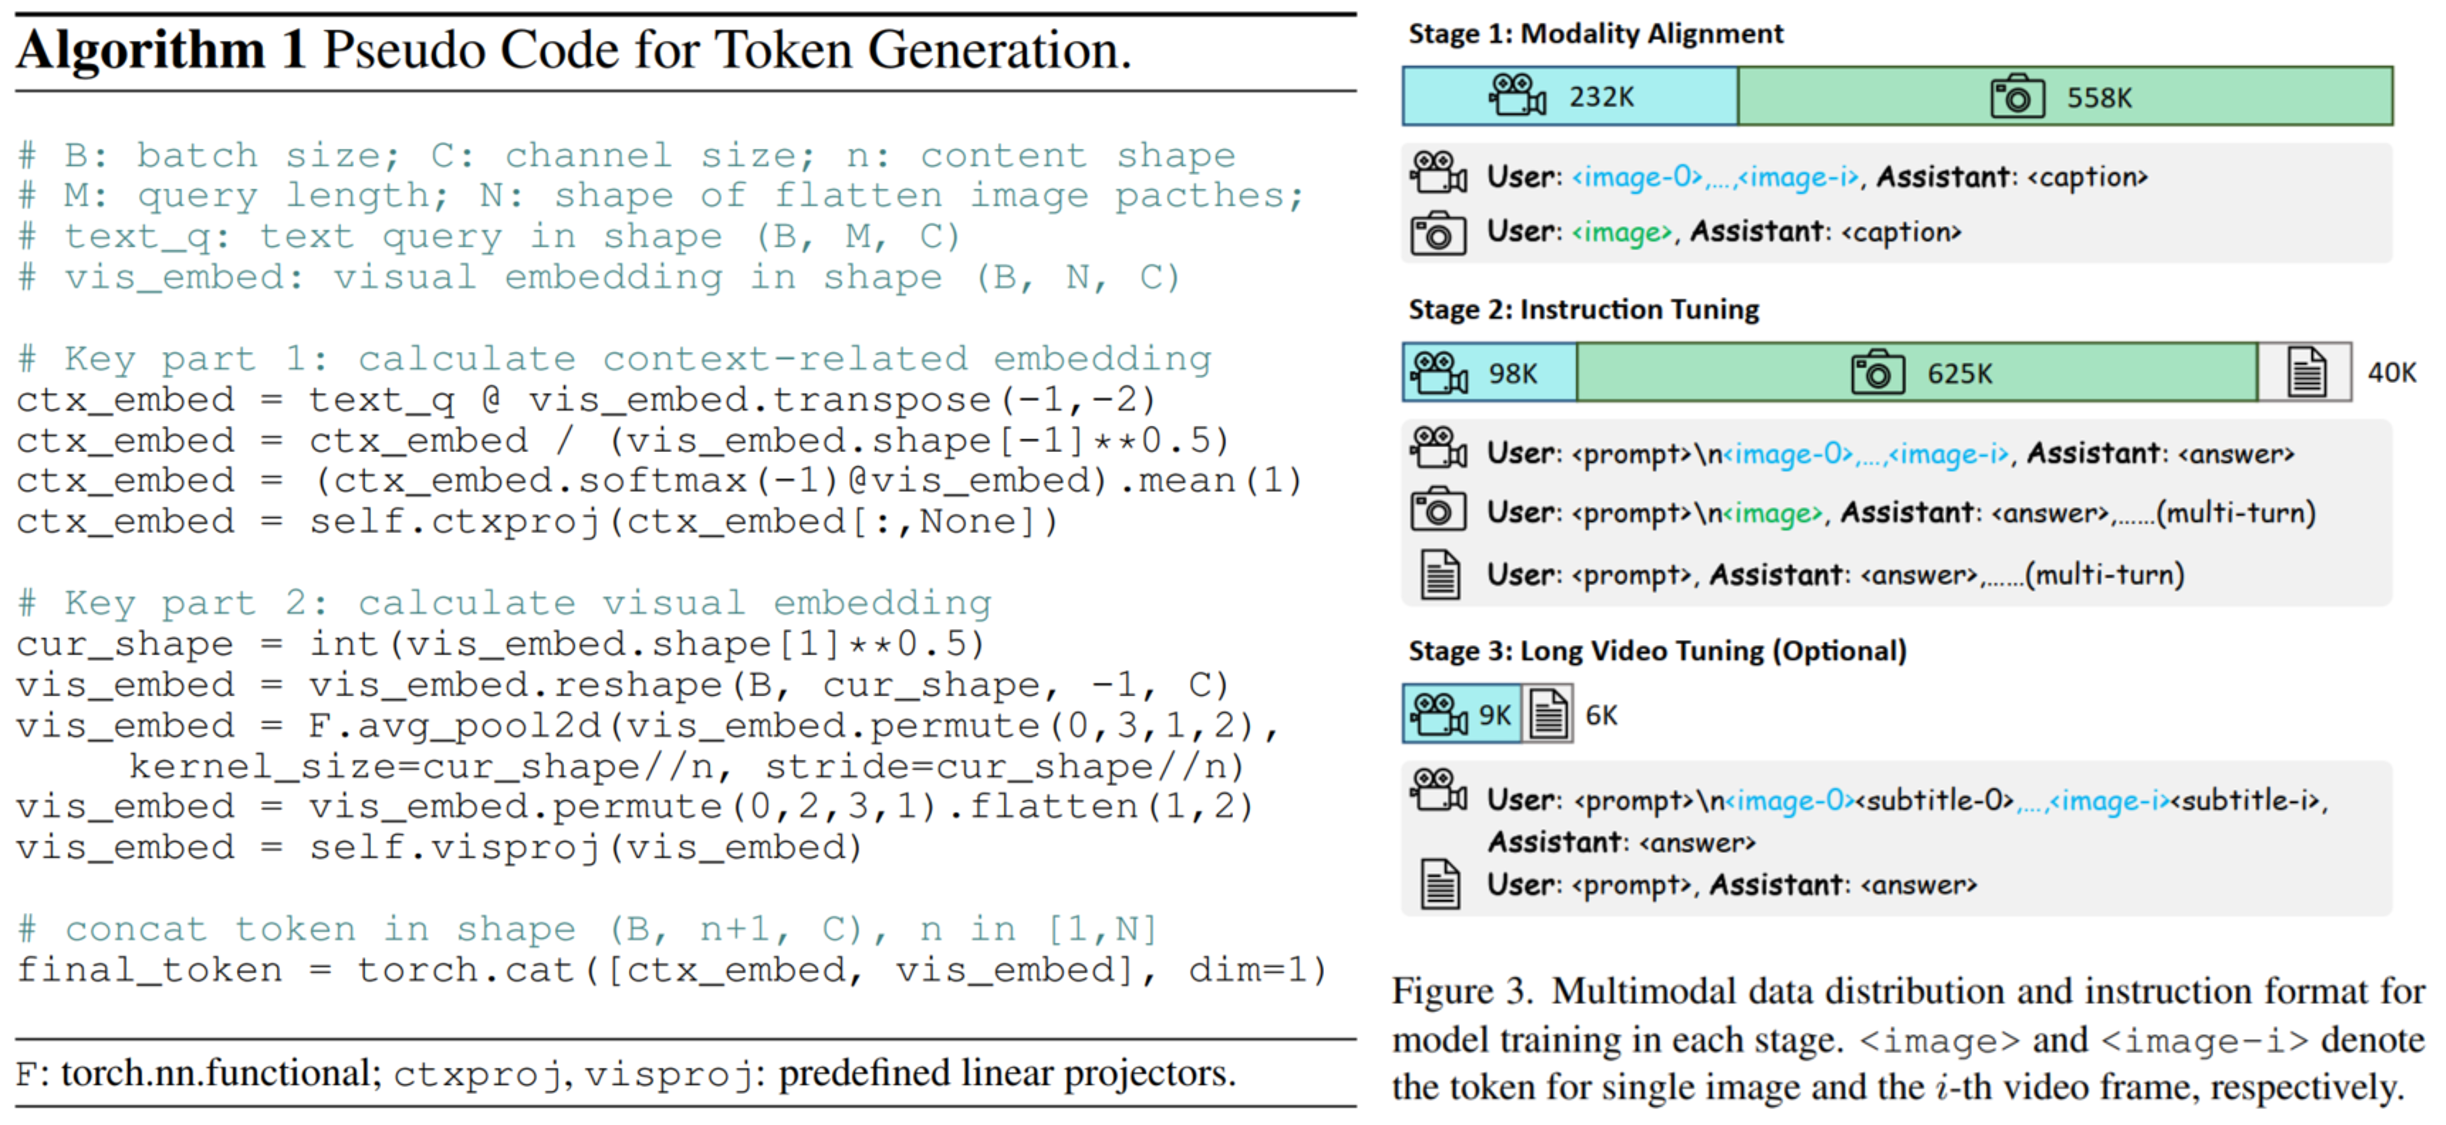 Algorithm 1 Pseudo Code for Token Generation.
# B: batch size; C: channel size; n: content shape
# M: query length; N: shape of flatten image pacthes;
# text_q: text query in shape (B, M, C)
# vis_embed: visual embedding in shape (B, N, C)
# Key part 1: calculate context-related embedding
ctx_embed = text_q @ vis_embed.transpose(-1,-2)
ctx_embed = ctx_embed / (vis_embed.shape[-1]**0.5)
ctx_embed = (ctx_embed.softmax(-1)@vis_embed).mean(1)
ctx_embed = self.ctxproj(ctx_embed[:,None])
# Key part 2: calculate visual embedding
cur_shape = int(vis_embed.shape[1]**0.5)
vis_embed = vis_embed.reshape(B, cur_shape, -1, C)
vis_embed = F.avg_pool2d(vis_embed.permute(0,3,1,2),
kernel_size=cur_shape//n, stride=cur_shape//n)
vis_embed = vis_embed.permute(0,2,3,1).flatten(1,2)
vis_embed = self.visproj(vis_embed)
# concat token in shape (B, n+1, C), n in [1,N]
final_token = torch.cat([ctx_embed, vis_embed], dim=1)
F: torch.nn.functional; ctxproj, visproj: predefined linear projectors.
Stage 1: Modality Alignment
232K 558K
User: <image-0>,...,<image-i>, Assistant: <caption>
User: <image>, Assistant: <caption>
Stage 2: Instruction Tuning
98K 625K 40K
User: <prompt>\n<image-0>,...,<image-i>, Assistant: <answer>
User: <prompt>\n<image>, Assistant: <answer>,......(multi-turn)
User: <prompt>, Assistant: <answer>,......(multi-turn)
Stage 3: Long Video Tuning (Optional)
9K 6K
User: <prompt>\n<image-0><subtitle-0>,...,<image-i><subtitle-i>,
Assistant: <answer>
User: <prompt>, Assistant: <answer>
Figure 3. Multimodal data distribution and instruction format for
model training in each stage. <image> and <image-i> denote
the token for single image and the i-th video frame, respectively.